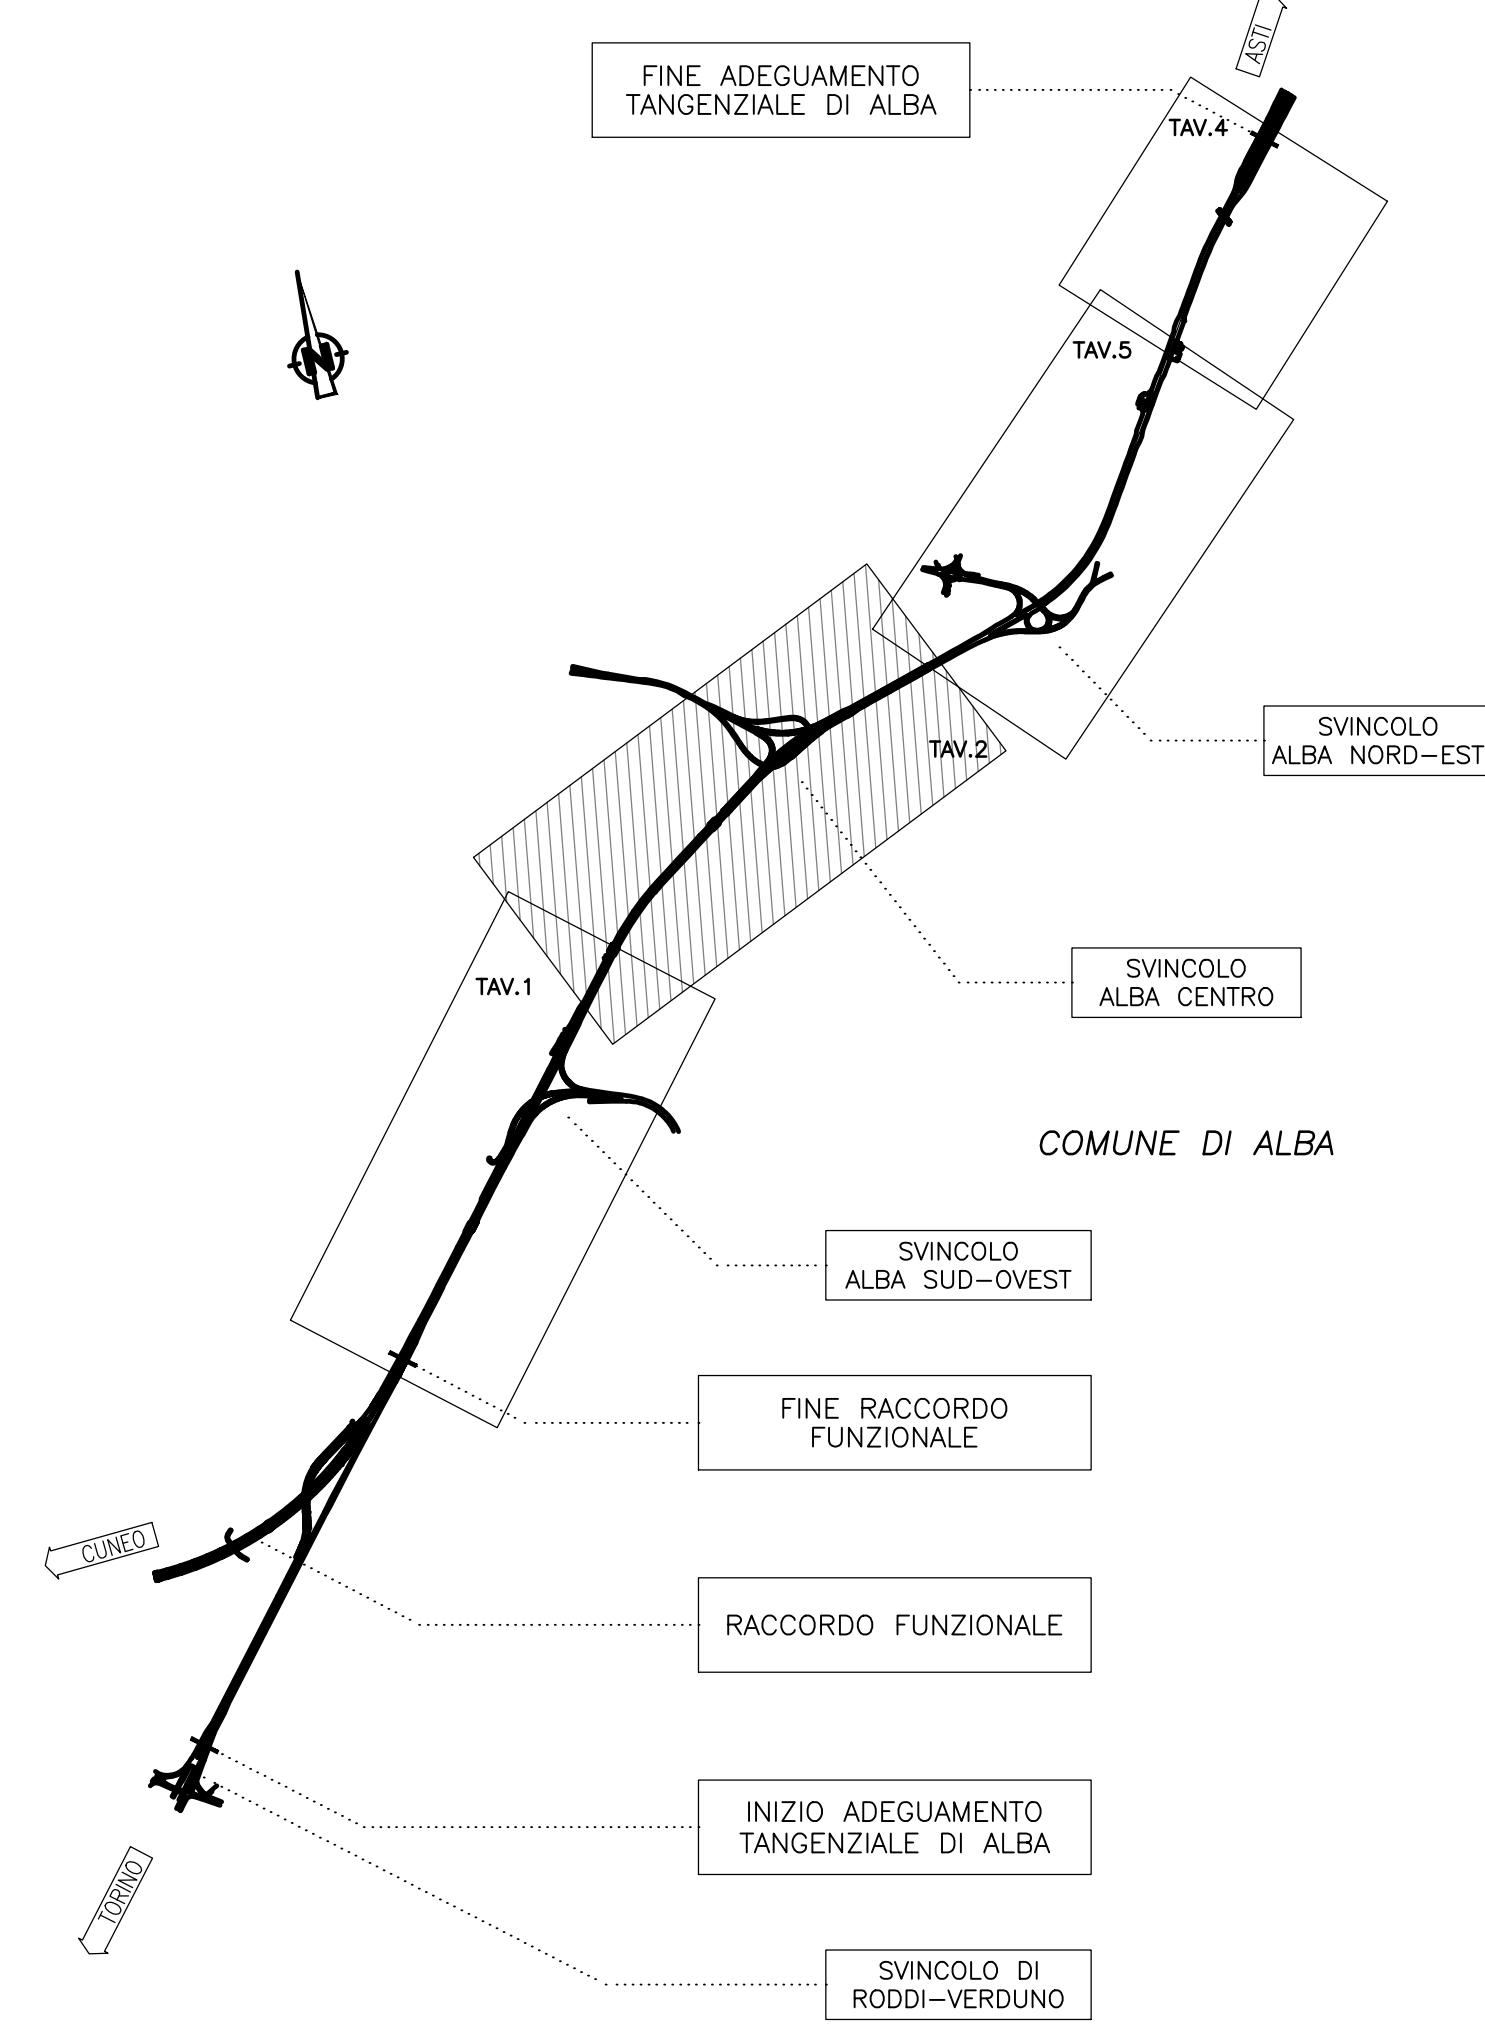 ASTI
FINE ADEGUAMENTO
TANGENZIALE DI ALBA
TAV.4
N
TAV.5
SVINCOLO
ALBA NORD-EST
TAV.2
SVINCOLO
ALBA CENTRO
TAV.1
COMUNE DI ALBA
SVINCOLO
ALBA SUD-OVEST
FINE RACCORDO
FUNZIONALE
CUNEO
RACCORDO FUNZIONALE
INIZIO ADEGUAMENTO
TANGENZIALE DI ALBA
TORINO
SVINCOLO DI
RODDI-VERDUNO